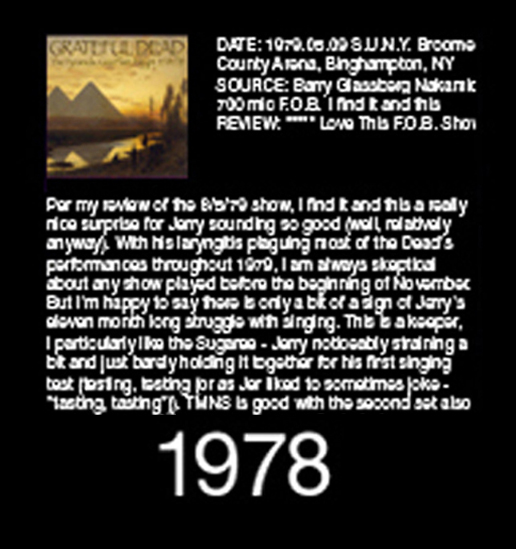 GRATEFUL DEAD
DATE: 1979.05.09 S.U.N.Y. Broome
County Arena, Binghampton, NY
SOURCE: Barry Glassberg Nakamic
700 mic F.O.B. I find it and this
REVIEW: ***** Love This F.O.B. Show
Per my review of the 5/5/79 show, I find it and this a really
nice surprise for Jerry sounding so good (well, relatively
anyway). With his laryngitis plaguing most of the Dead's
performances throughout 1979, I am always skeptical
about any show played before the beginning of November.
But I'm happy to say there is only a bit of a sign of Jerry's
eleven month long struggle with singing. This is a keeper,
I particularly like the Sugaree - Jerry noticeably straining a
bit and just barely holding it together for his first singing
test (testing, testing (or as Jer liked to sometimes joke -
"tasting, tasting")). TMNS is good with the second set also
1978